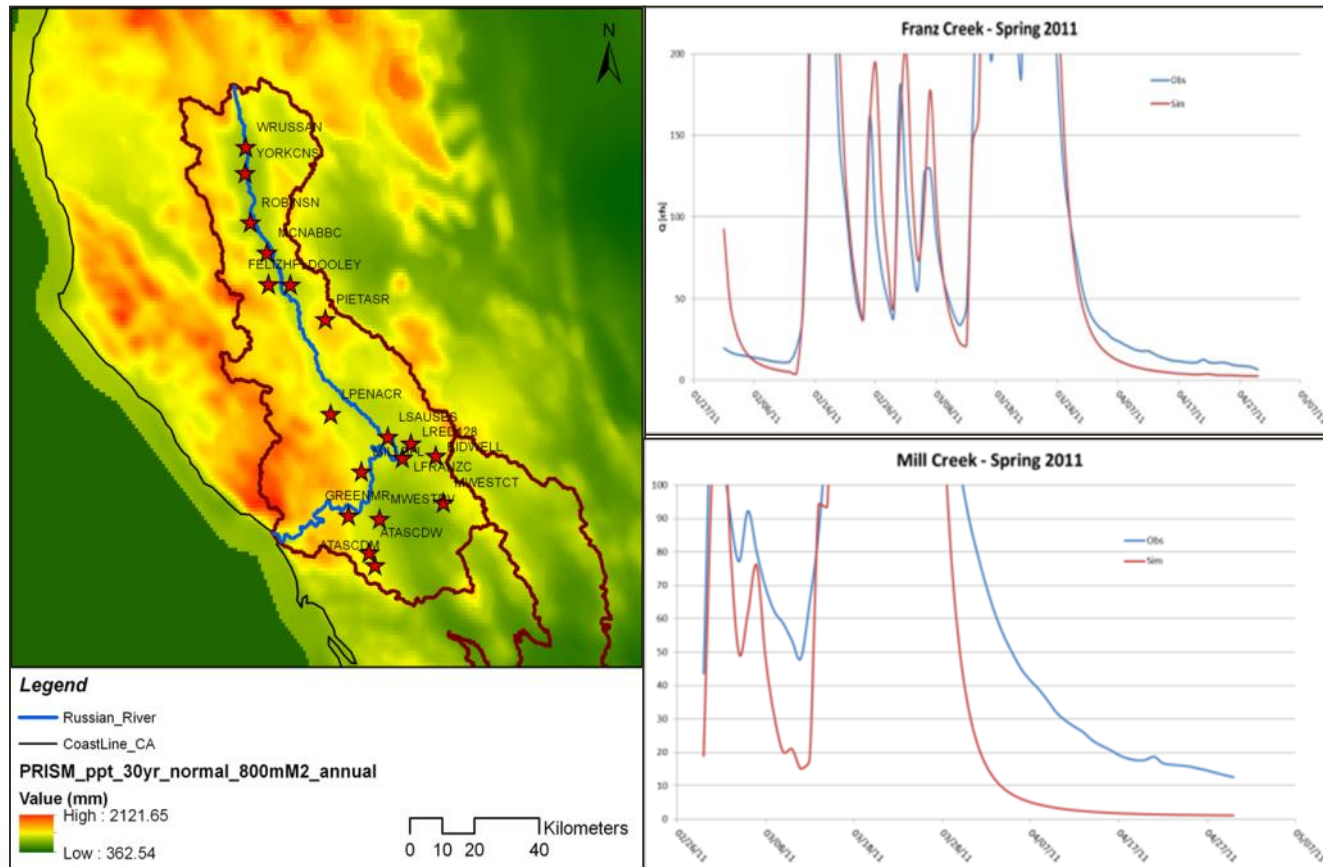 N
WRUSSAN
YORKCNS
ROBINSN
MCNABBC
FELIZHPLDOOLEY
PIETASR
LPENACR
LSAUSES
LRED128
LFRANZC
MWESTCT
GREENMR
ATASCDW
ATASCDM
Legend
Russian_River
CoastLine_CA
PRISM_ppt_30yr_normal_800mM2_annual
Value (mm)
High : 2121.65
Low : 362.54
Kilometers
0 10 20 40
Franz Creek - Spring 2011
Obs
Sim
200
150
100
50
0
Q [cfs]
01/27/11 02/06/11 02/16/11 02/26/11 03/08/11 03/18/11 03/28/11 04/07/11 04/17/11 04/27/11 05/07/11
Mill Creek - Spring 2011
Obs
Sim
100
90
80
70
60
50
40
30
20
10
0
02/26/11 03/08/11 03/18/11 03/28/11 04/07/11 04/17/11 04/27/11 05/07/11